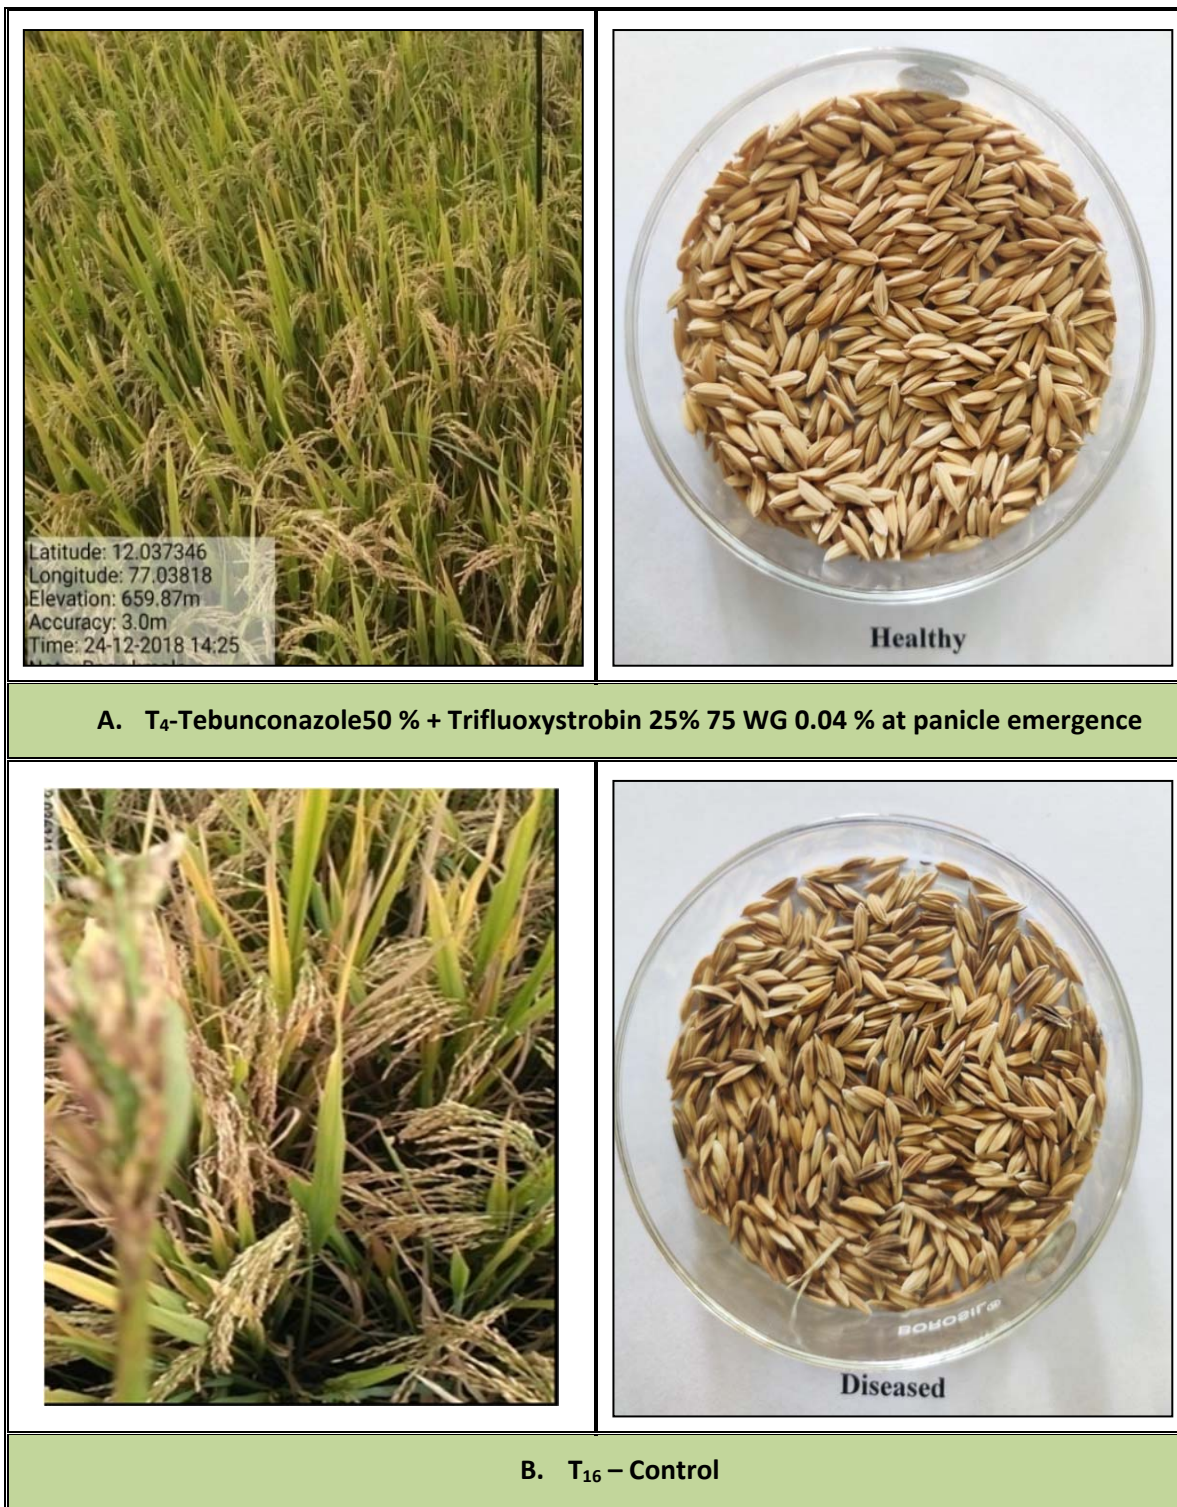 Latitude: 12.037346
Longitude: 77.03818
Elevation: 659.87m
Accuracy: 3.0m
Time: 24-12-2018 14:25
Healthy
A. T₄-Tebunconazole50 % + Trifluoxystrobin 25% 75 WG 0.04 % at panicle emergence
BOROSIL®
Diseased
B. T₁₆ – Control